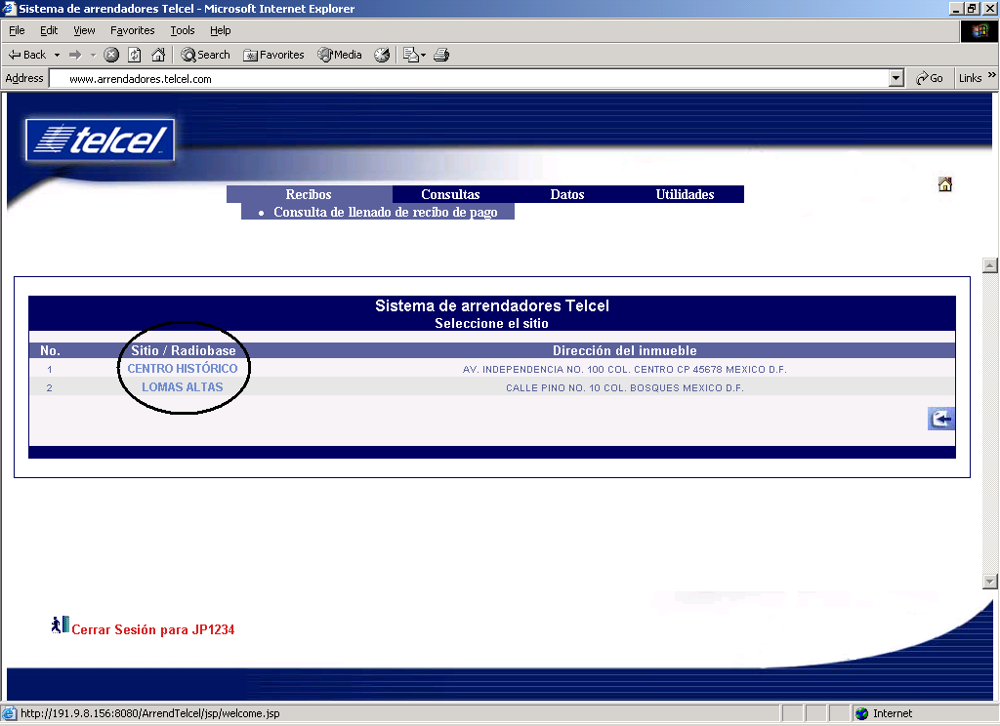 Sistema de arrendadores Telcel - Microsoft Internet Explorer
File Edit View Favorites Tools Help
Back Search Favorites Media
Address www.arrendadores.telcel.com Go Links »
telcel
Recibos Consultas Datos Utilidades
• Consulta de llenado de recibo de pago
Sistema de arrendadores Telcel
Seleccione el sitio
No. Sitio / Radiobase Dirección del inmueble
1 CENTRO HISTÓRICO AV. INDEPENDENCIA NO. 100 COL. CENTRO CP 45678 MEXICO D.F.
2 LOMAS ALTAS CALLE PINO NO. 10 COL. BOSQUES MEXICO D.F.
Cerrar Sesión para JP1234
http://191.9.8.156:8080/ArrendTelcel/jsp/welcome.jsp Internet